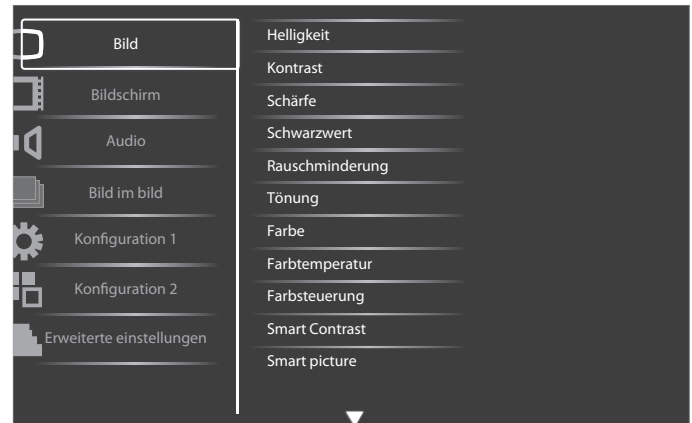 Bild
Bildschirm
Audio
Bild im bild
Konfiguration 1
Konfiguration 2
Erweiterte einstellungen
Helligkeit
Kontrast
Schärfe
Schwarzwert
Rauschminderung
Tönung
Farbe
Farbtemperatur
Farbsteuerung
Smart Contrast
Smart picture